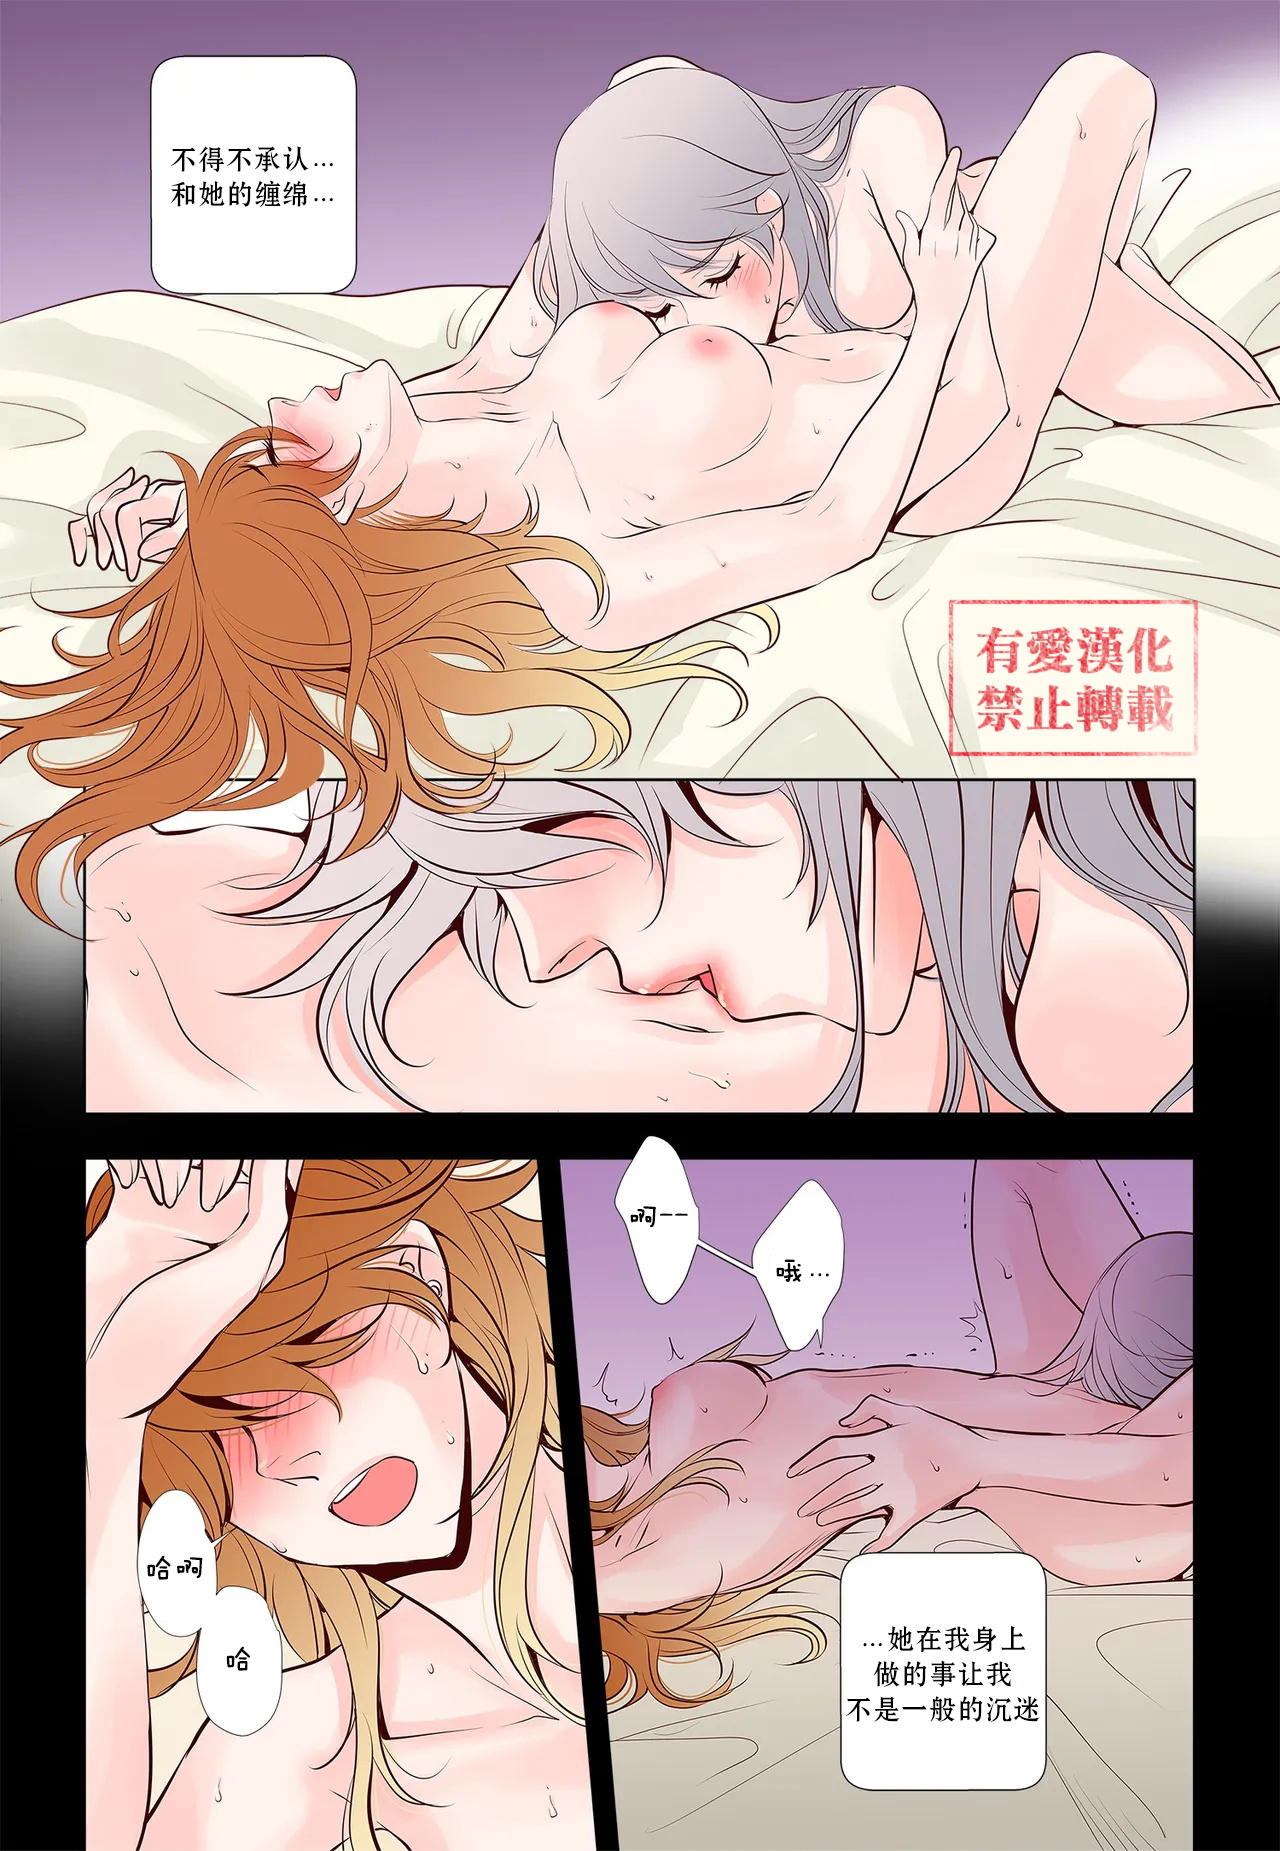 不得不承认...
和她的缠绵...
有愛漢化
禁止轉載
啊--
哦...
哈啊
哈
...她在我身上
做的事让我
不是一般的沉迷